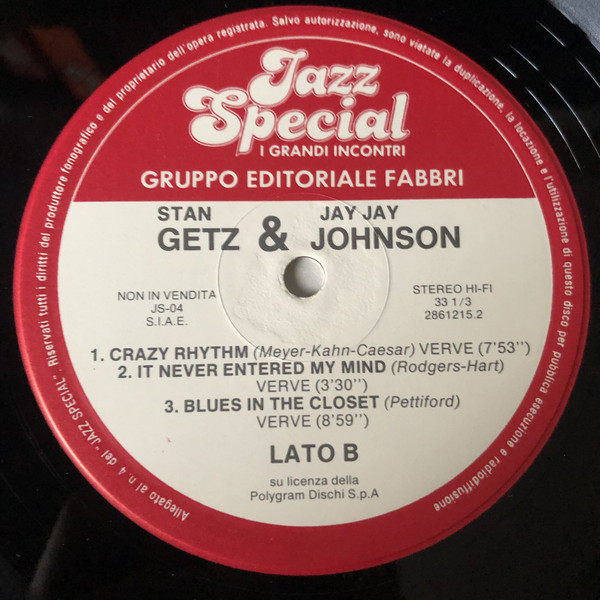 Jazz
Special
I GRANDI INCONTRI
GRUPPO EDITORIALE FABBRI
STAN GETZ & JAY JAY JOHNSON
NON IN VENDITA
JS-04
S.I.A.E.
STEREO HI-FI
33 1/3
2861215.2
1. CRAZY RHYTHM (Meyer-Kahn-Caesar) VERVE (7'53'')
2. IT NEVER ENTERED MY MIND (Rodgers-Hart)
VERVE (3'30'')
3. BLUES IN THE CLOSET (Pettiford)
VERVE (8'59'')
LATO B
su licenza della
Polygram Dischi S.p.A
Allegato al n. 4 del - JAZZ SPECIAL" Riservati tutti i diritti del produttore fonografico e del proprietario dell'opera registrata. Salvo autorizzazione, sono vietate la duplicazione, la locazione e l'utilizzazione di questo disco per pubblica esecuzione e radiodiffusione